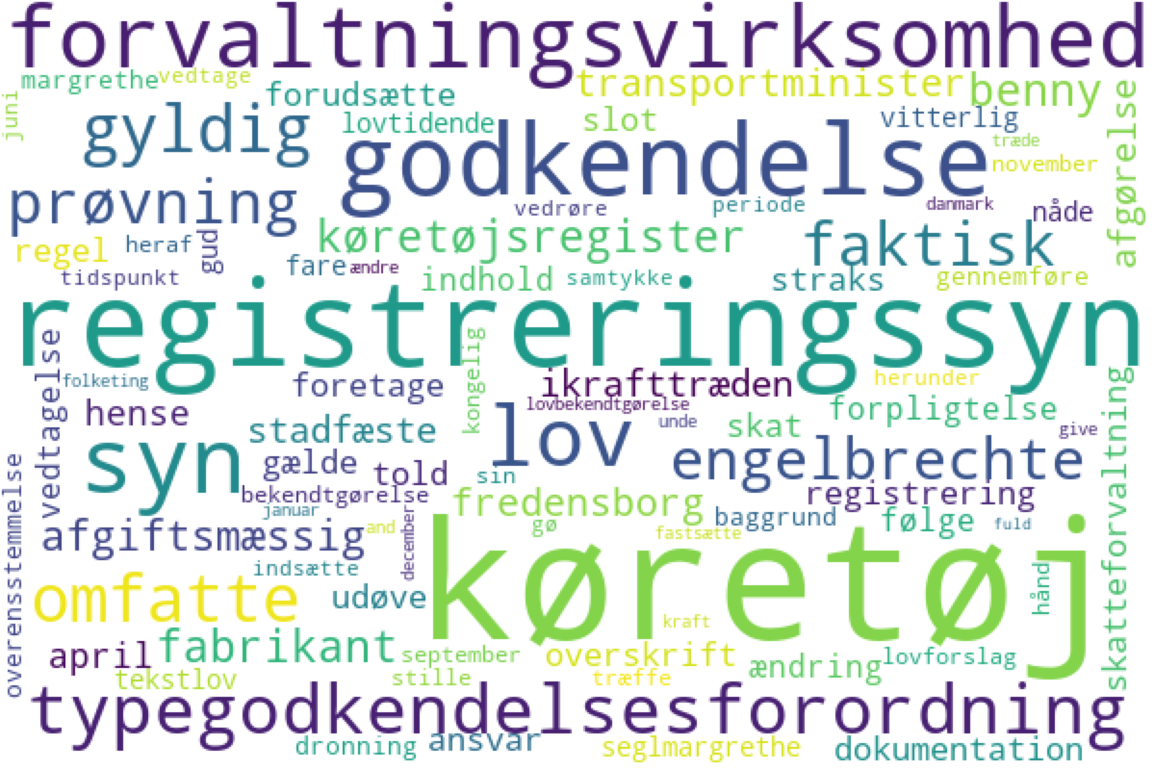 forvaltningsvirksomhed
margrethe vedtage transportminister benny
juni forudsætte lovtidende slot vitterlig afgørelse
gyldig godkendelse træde november
prøvning vedrøre periode danmark nåde
regel heraf gud køretøjsregister faktisk
tidspunkt fare ændre indhold samtykke straks gennemføre
registreringssyn
vedtagelse folketing foretage kongelig ikrafttræden herunder skatteforvaltning
hense lovbekendtgørelse lov unde skat forpligtelse give
syn stadfæste gælde told sin engelbrechte
overensstemmelse bekendtgørelse fredensborg registrering
januar december baggrund følge fuld
afgiftsmæssig and gø fastsætte
omfatte indsætte udøve køretøj hånd
kraft
april fabrikant september overskrift ændring lovforslag
tekstlov stille træffe
typegodkendelsesforordning
dronning ansvar seglmargrethe dokumentation